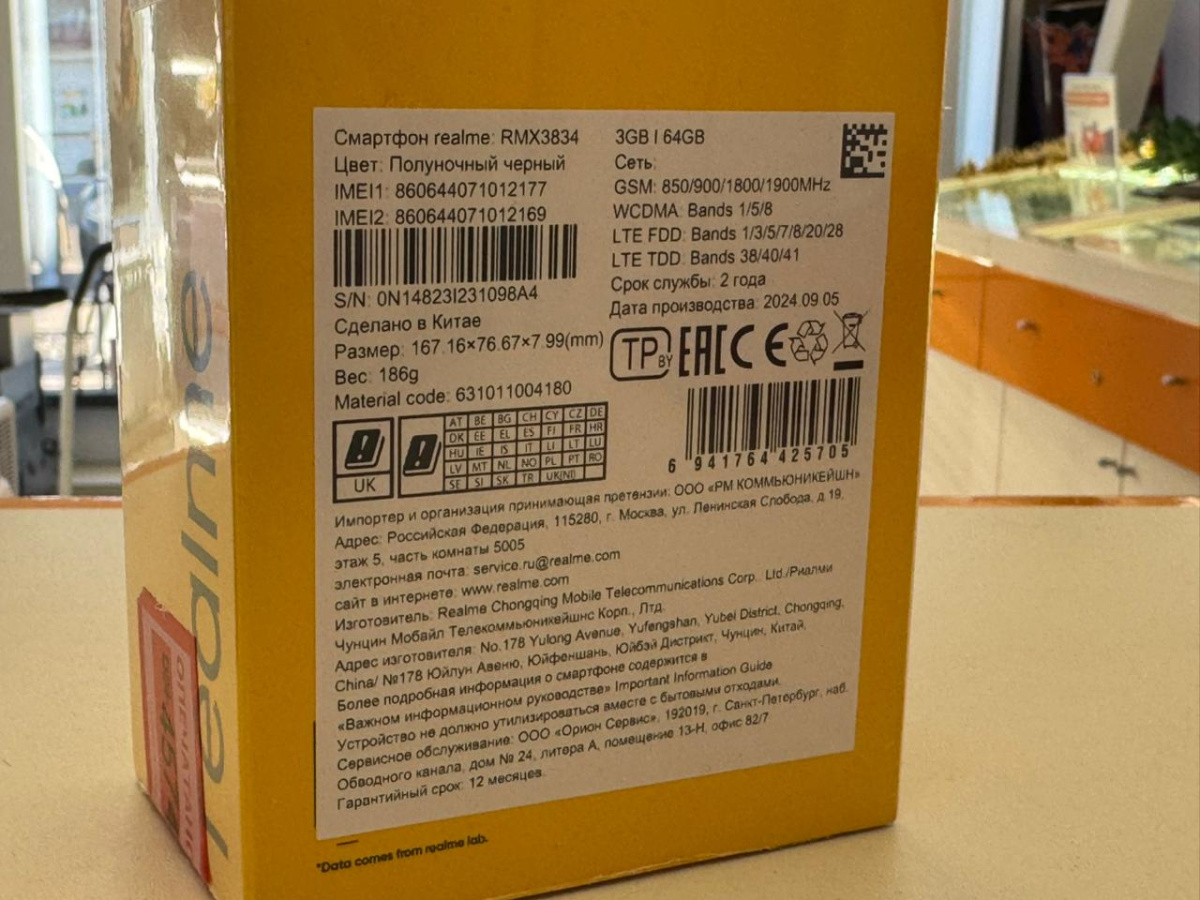 Смартфон realme: RMX3834
Цвет: Полуночный черный
IMEI1: 860644071012177
IMEI2: 860644071012169
S/N: 0N14823I231098A4
Сделано в Китае
Размер: 167.16×76.67×7.99(mm)
Вес: 186g
Material code: 631011004180
3GB | 64GB
Сеть:
GSM: 850/900/1800/1900MHz
WCDMA: Bands 1/5/8
LTE FDD: Bands 1/3/5/7/8/20/28
LTE TDD: Bands 38/40/41
Срок службы: 2 года
Дата производства: 2024.09.05
TP BY EAC CE
6 941764 425705
UK
AT BE BG CH CY CZ DE
DK EE EL ES FI FR HR
HU IE IS IT LI LT LU
LV MT NL NO PL PT RO
SE SI SK TR UK(NI)
Импортер и организация принимающая претензии: ООО «РМ КОММЬЮНИКЕЙШН»
Адрес: Российская Федерация, 115280, г. Москва, ул. Ленинская Слобода, д 19,
этаж 5, часть комнаты 5005
электронная почта: service.ru@realme.com
сайт в интернете: www.realme.com
Изготовитель: Realme Chongqing Mobile Telecommunications Corp., Ltd./Риалми
Чунцин Мобайл Телекоммьюникейшнс Корп., Лтд.
Адрес изготовителя: No.178 Yulong Avenue, Yufengshan, Yubei District, Chongqing,
China/ №178 Юйлун Авеню, Юйфеншань, Юйбэй Дистрикт, Чунцин, Китай,
Более подробная информация о смартфоне содержится в
«Важном информационном руководстве» Important Information Guide
Устройство не должно утилизироваться вместе с бытовыми отходами.
Сервисное обслуживание: ООО «Орион Сервис», 192019, г. Санкт-Петербург, наб.
Обводного канала, дом № 24, литера А, помещение 13-Н, офис 82/7
Гарантийный срок: 12 месяцев.
*Data comes from realme lab.
realme